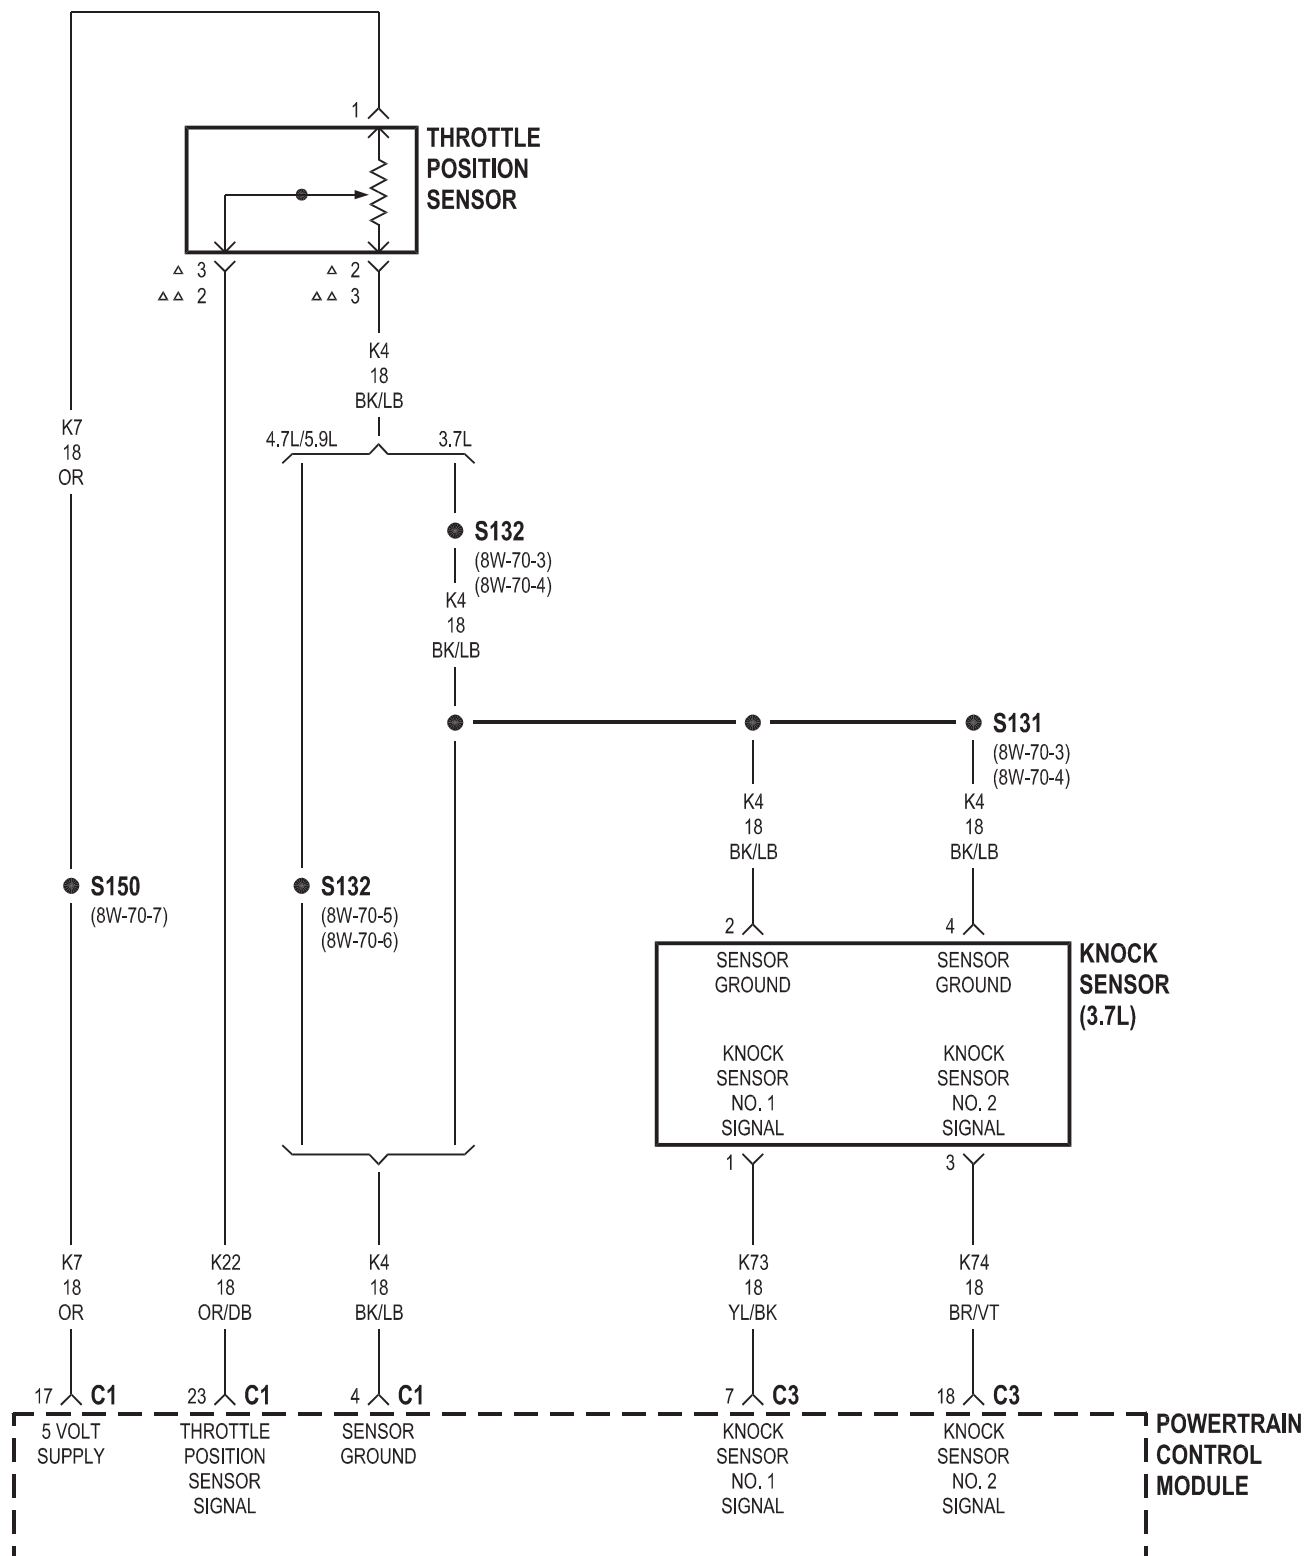 1
THROTTLE
POSITION
SENSOR
△ 3
△ △ 2
△ 2
△ △ 3
K4
18
BK/LB
K7
18
OR
4.7L/5.9L
3.7L
S132
(8W-70-3)
(8W-70-4)
K4
18
BK/LB
S131
(8W-70-3)
(8W-70-4)
K4
18
BK/LB
K4
18
BK/LB
S150
(8W-70-7)
S132
(8W-70-5)
(8W-70-6)
2
4
SENSOR
GROUND
SENSOR
GROUND
KNOCK
SENSOR
(3.7L)
KNOCK
SENSOR
NO. 1
SIGNAL
KNOCK
SENSOR
NO. 2
SIGNAL
1
3
K7
18
OR
K22
18
OR/DB
K4
18
BK/LB
K73
18
YL/BK
K74
18
BR/VT
17 C1
23 C1
4 C1
7 C3
18 C3
5 VOLT
SUPPLY
THROTTLE
POSITION
SENSOR
SIGNAL
SENSOR
GROUND
KNOCK
SENSOR
NO. 1
SIGNAL
KNOCK
SENSOR
NO. 2
SIGNAL
POWERTRAIN
CONTROL
MODULE